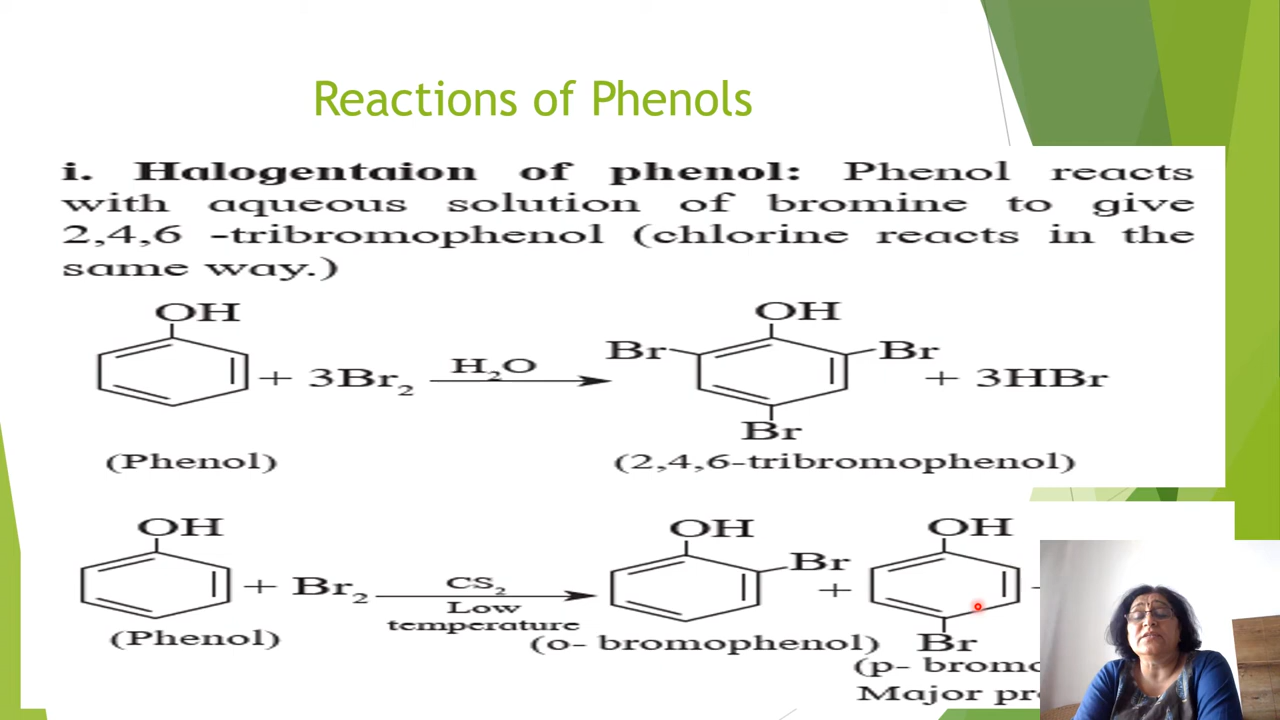 Reactions of Phenols
i. Halogentaion of phenol: Phenol reacts
with aqueous solution of bromine to give
2,4,6 -tribromophenol (chlorine reacts in the
same way.)
OH
+ 3Br₂
H₂O
OH
Br
Br
Br
+ 3HBr
(Phenol)
(2,4,6-tribromophenol)
OH
+ Br₂
CS₂
Low
temperature
OH
Br
+
OH
Br
+
(Phenol)
(o- bromophenol)
(p- bromo
Major pr